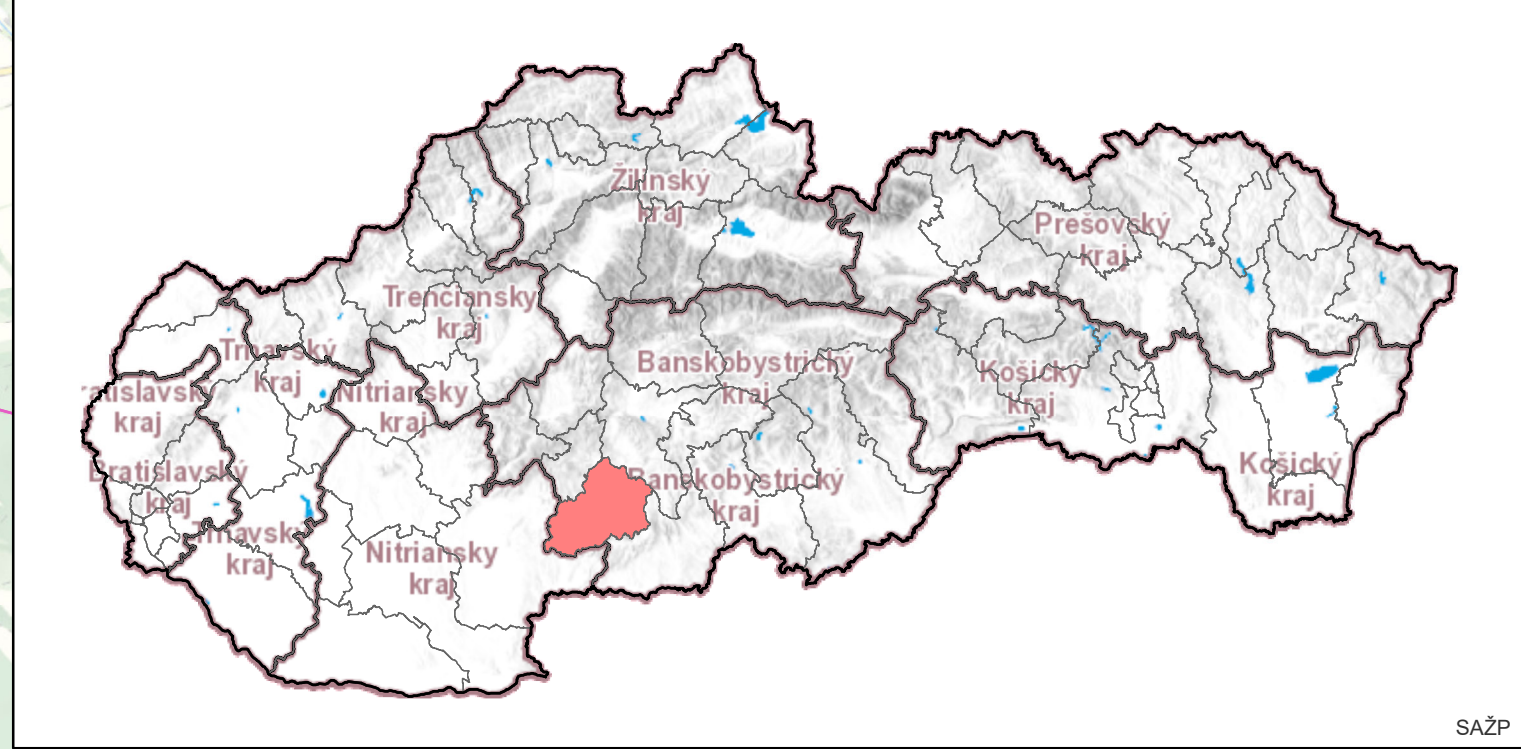 Žilinský
kraj
Prešovský
kraj
Trenčiansky
kraj
Trnavský
kraj
Banskobystrický
kraj
Košický
kraj
ratislavský
kraj
Nitriansky
kraj
Bratislavský
kraj
Banskobystrický
kraj
Košický
kraj
Trnavský
kraj
Nitriansky
kraj
SAŽP